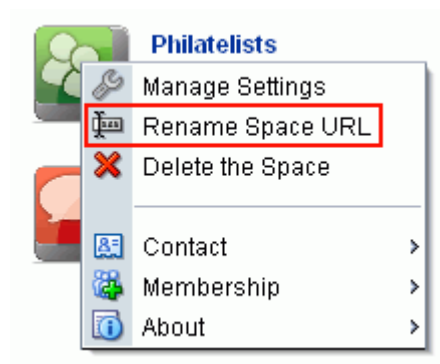 Philatelists
Manage Settings
Rename Space URL
Delete the Space
Contact
Membership
About